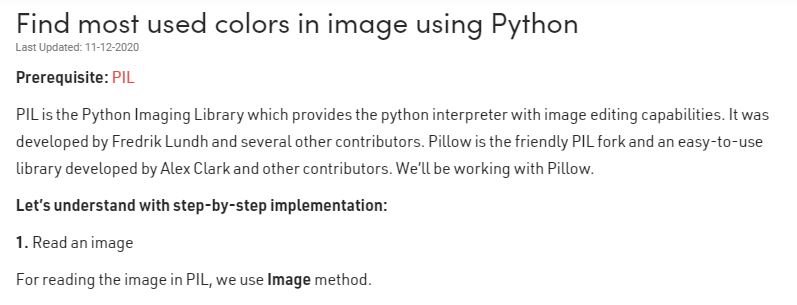 Find most used colors in image using Python
Last Updated: 11-12-2020
Prerequisite: PIL
PIL is the Python Imaging Library which provides the python interpreter with image editing capabilities. It was
developed by Fredrik Lundh and several other contributors. Pillow is the friendly PIL fork and an easy-to-use
library developed by Alex Clark and other contributors. We’ll be working with Pillow.
Let’s understand with step-by-step implementation:
1. Read an image
For reading the image in PIL, we use Image method.